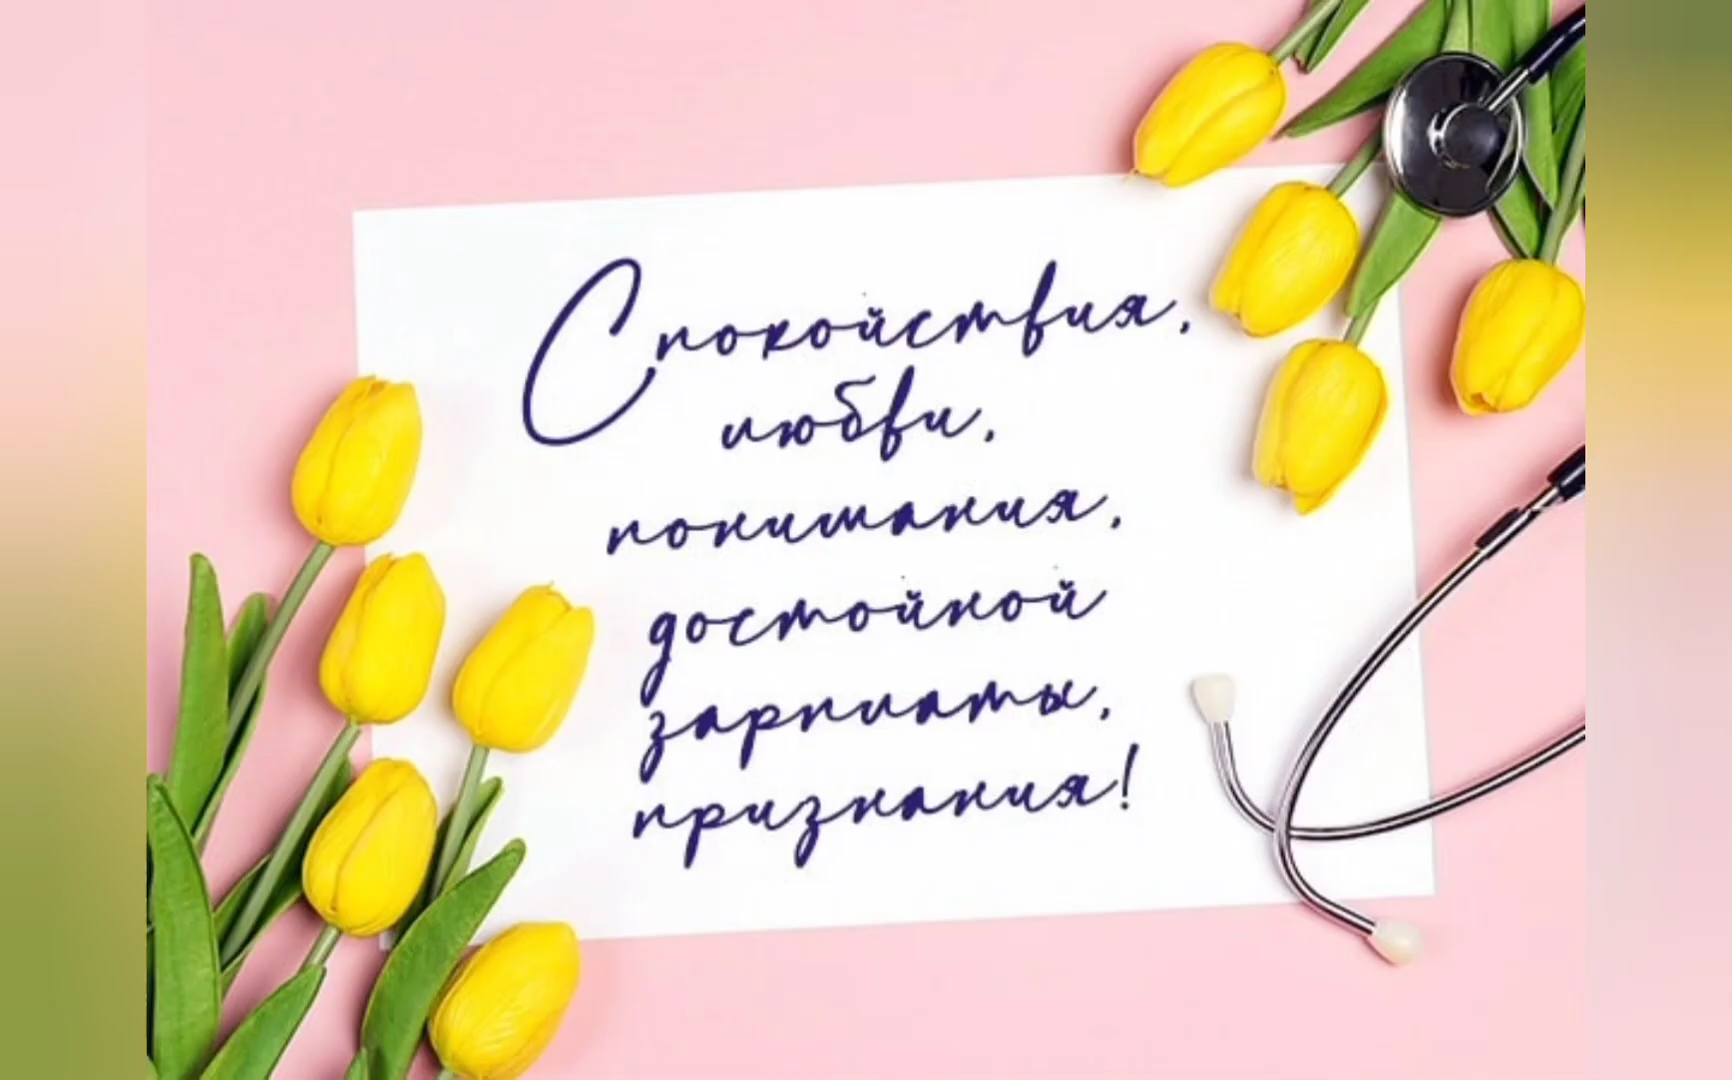 Спокойствия,
любви,
понимания,
достойной
зарплаты,
признания!